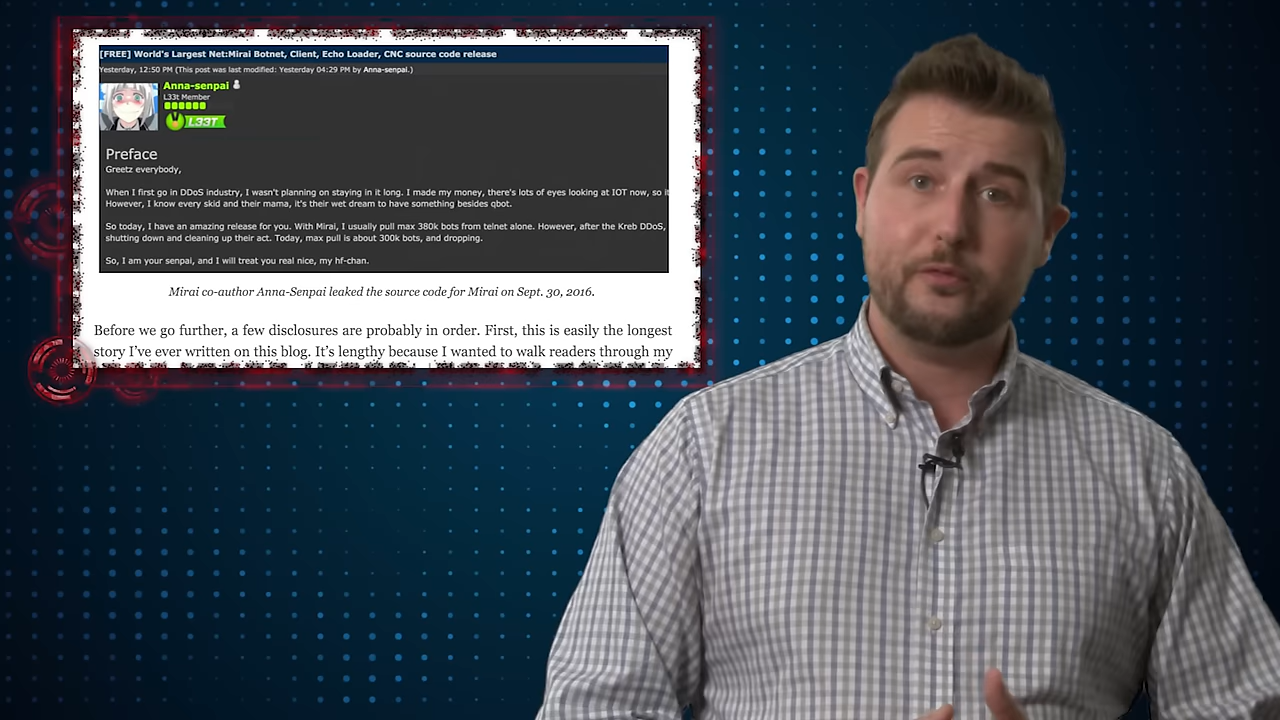 [FREE] World's Largest Net:Mirai Botnet, Client, Echo Loader, CNC source code release
Yesterday, 12:50 PM (This post was last modified: Yesterday 04:29 PM by Anna-senpai.)
Anna-senpai
L33t Member
L33T
Preface
Greetz everybody,
When I first go in DDoS industry, I wasn't planning on staying in it long. I made my money, there's lots of eyes looking at IOT now, so it
However, I know every skid and their mama, it's their wet dream to have something besides qbot.
So today, I have an amazing release for you. With Mirai, I usually pull max 380k bots from telnet alone. However, after the Kreb DDoS,
shutting down and cleaning up their act. Today, max pull is about 300k bots, and dropping.
So, I am your senpai, and I will treat you real nice, my hf-chan.
Mirai co-author Anna-Senpai leaked the source code for Mirai on Sept. 30, 2016.
Before we go further, a few disclosures are probably in order. First, this is easily the longest
story I've ever written on this blog. It's lengthy because I wanted to walk readers through my